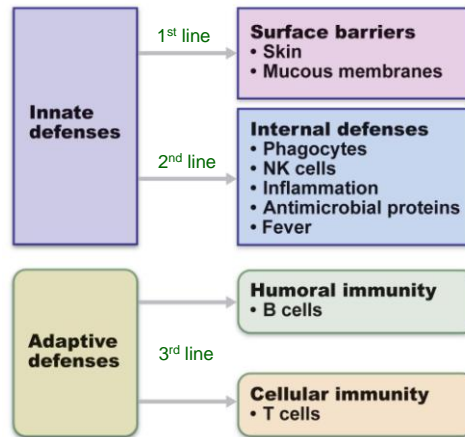 Innate
defenses
1st line
Surface barriers
• Skin
• Mucous membranes
2nd line
Internal defenses
• Phagocytes
• NK cells
• Inflammation
• Antimicrobial proteins
• Fever
Adaptive
defenses
3rd line
Humoral immunity
• B cells
Cellular immunity
• T cells